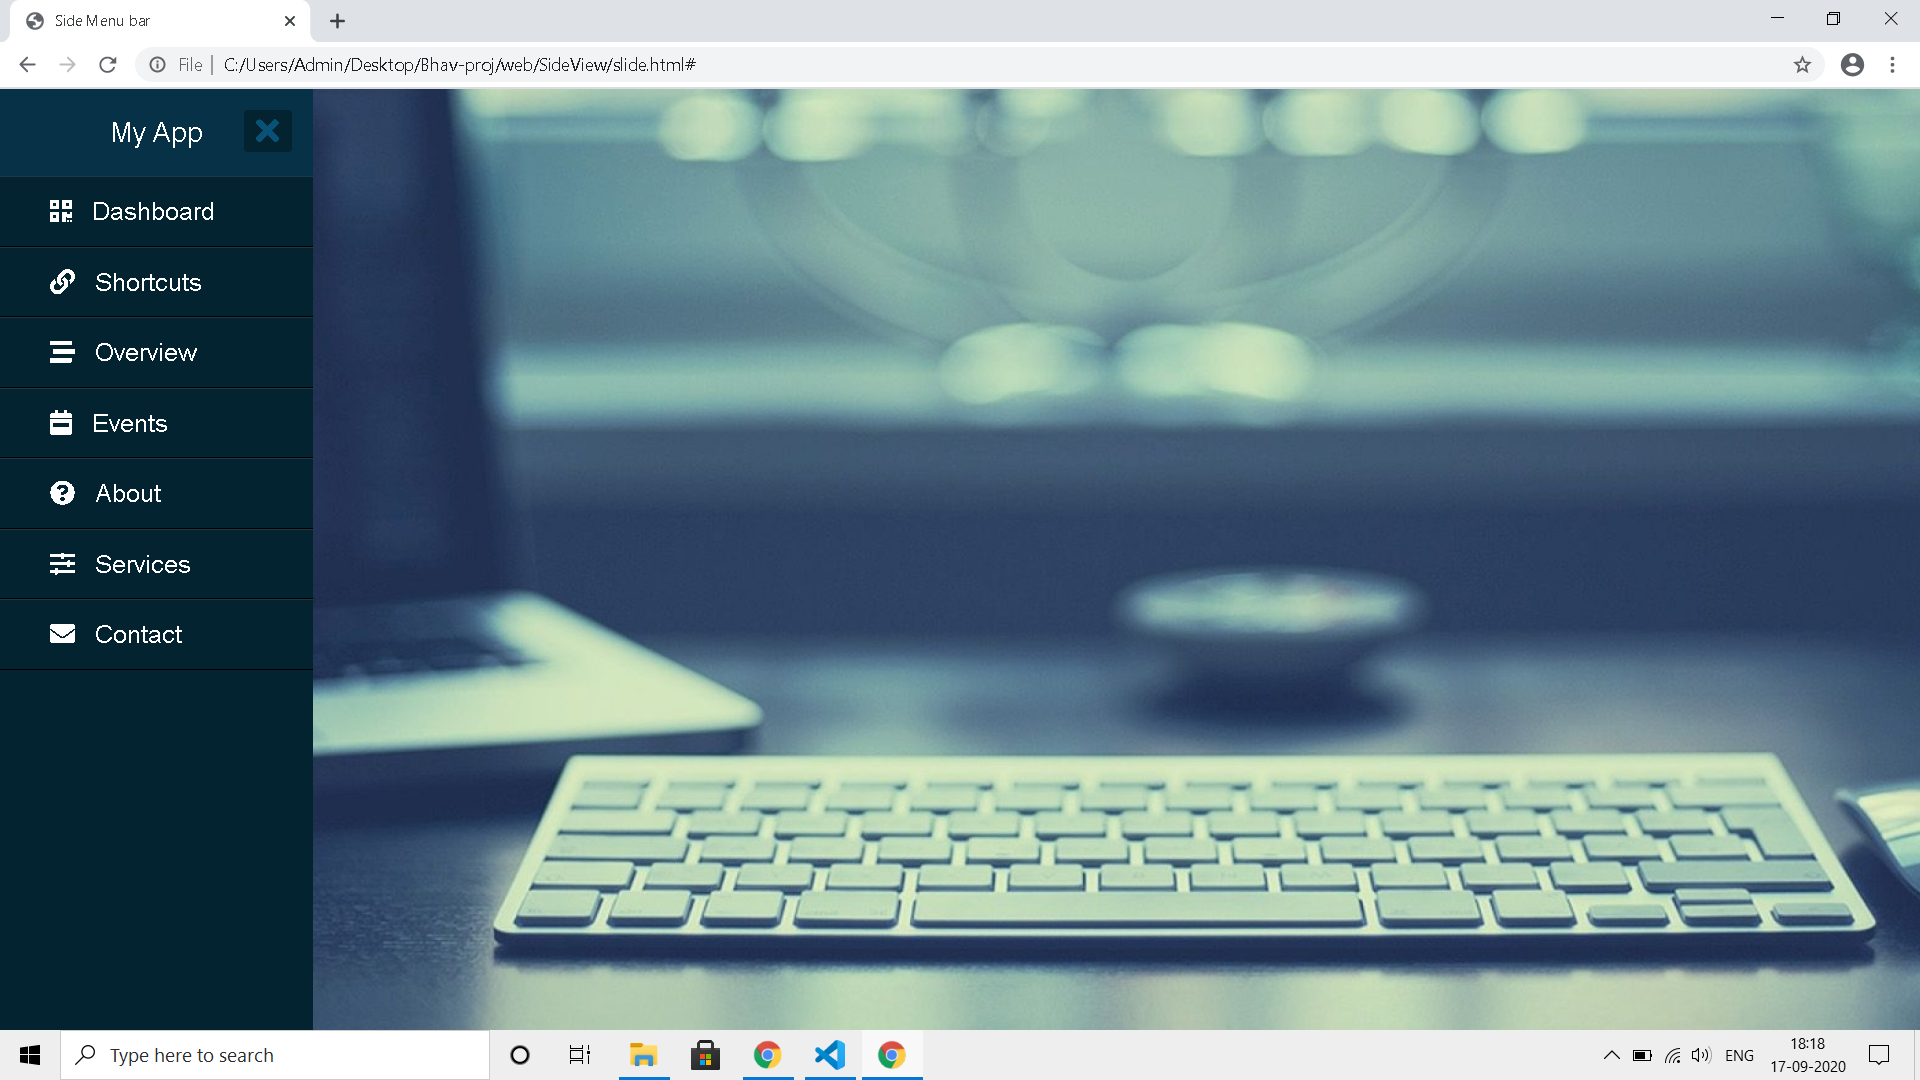 Side Menu bar
File
C:/Users/Admin/Desktop/Bhav-proj/web/SideView/slide.html#
My App
Dashboard
Shortcuts
Overview
Events
About
Services
Contact
Type here to search
ENG
18:18
17-09-2020